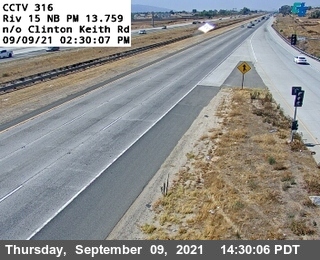 CCTV 316
Riv 15 NB PM 13.759
n/o Clinton Keith Rd
09/09/21 02:30:07 PM
Thursday, September 09, 2021 14:30:06 PDT